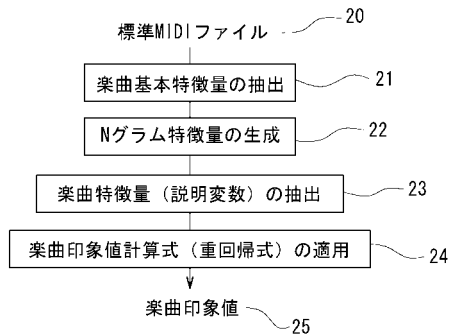 標準MIDIファイル 20
楽曲基本特徴量の抽出 21
Nグラム特徴量の生成 22
楽曲特徴量（説明変数）の抽出 23
楽曲印象値計算式（重回帰式）の適用 24
楽曲印象値 25